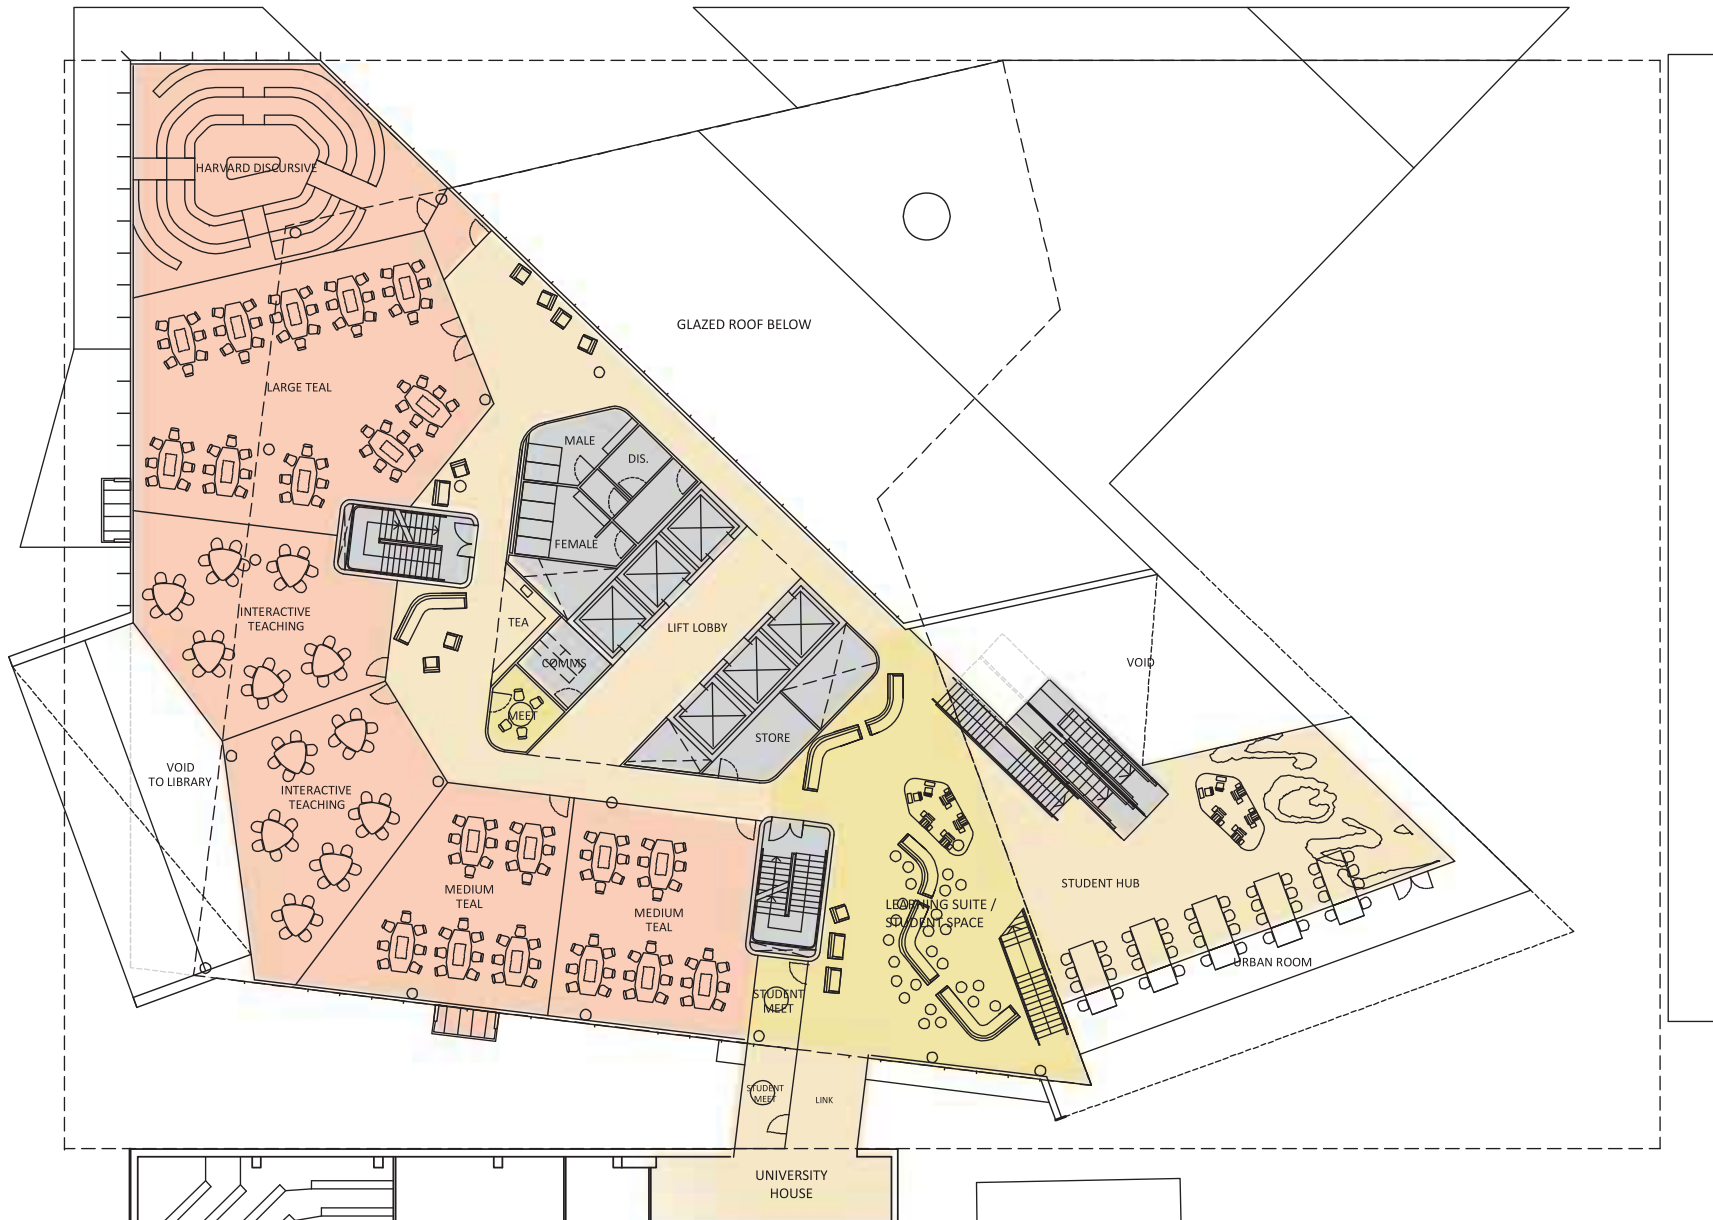 HARVARD DISCURSIVE
GLAZED ROOF BELOW
LARGE TEAL
MALE
DIS.
FEMALE
INTERACTIVE
TEACHING
TEA
LIFT LOBBY
COMMS
VOID
MEET
STORE
VOID
TO LIBRARY
INTERACTIVE
TEACHING
MEDIUM
TEAL
MEDIUM
TEAL
STUDENT HUB
LEARNING SUITE /
STUDENT SPACE
URBAN ROOM
STUDENT
MEET
STUDENT
MEET
LINK
UNIVERSITY
HOUSE